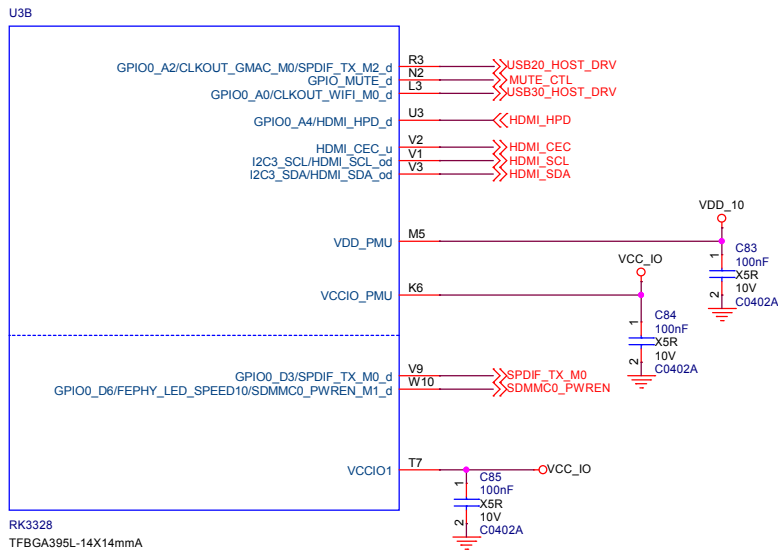 U3B
GPIO0_A2/CLKOUT_GMAC_M0/SPDIF_TX_M2_d R3 USB20_HOST_DRV
GPIO_MUTE_d N2 MUTE_CTL
GPIO0_A0/CLKOUT_WIFI_M0_d L3 USB30_HOST_DRV
GPIO0_A4/HDMI_HPD_d U3 HDMI_HPD
HDMI_CEC_u V2 HDMI_CEC
I2C3_SCL/HDMI_SCL_od V1 HDMI_SCL
I2C3_SDA/HDMI_SDA_od V3 HDMI_SDA
VDD_10
VDD_PMU M5
1 C83
100nF
X5R
2 10V
C0402A
VCC_IO
VCCIO_PMU K6
1 C84
100nF
X5R
2 10V
C0402A
GPIO0_D3/SPDIF_TX_M0_d V9 SPDIF_TX_M0
GPIO0_D6/FEPHY_LED_SPEED10/SDMMC0_PWREN_M1_d W10 SDMMC0_PWREN
VCCIO1 T7 VCC_IO
1 C85
100nF
X5R
2 10V
C0402A
RK3328
TFBGA395L-14X14mmA